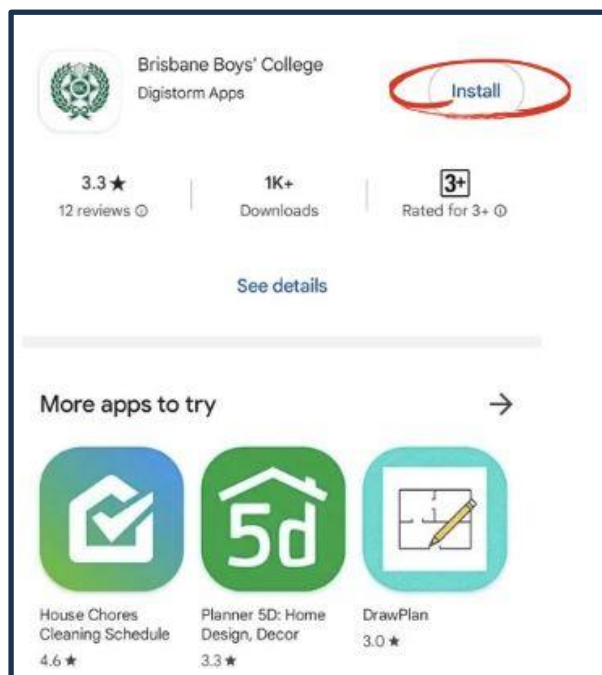 Brisbane Boys' College
Digistorm Apps
Install
3.3 ★
12 reviews ⓘ
1K+
Downloads
3+
Rated for 3+ ⓘ
See details
More apps to try →
5d
House Chores
Cleaning Schedule
4.6 ★
Planner 5D: Home
Design, Decor
3.3 ★
DrawPlan
3.0 ★